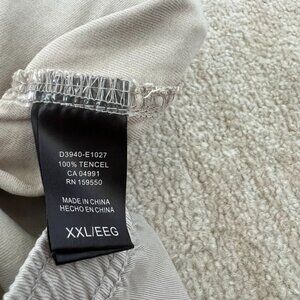 D3940-E1027
100% TENCEL
CA 04991
RN 159550
MADE IN CHINA
HECHO EN CHINA
XXL/EEG